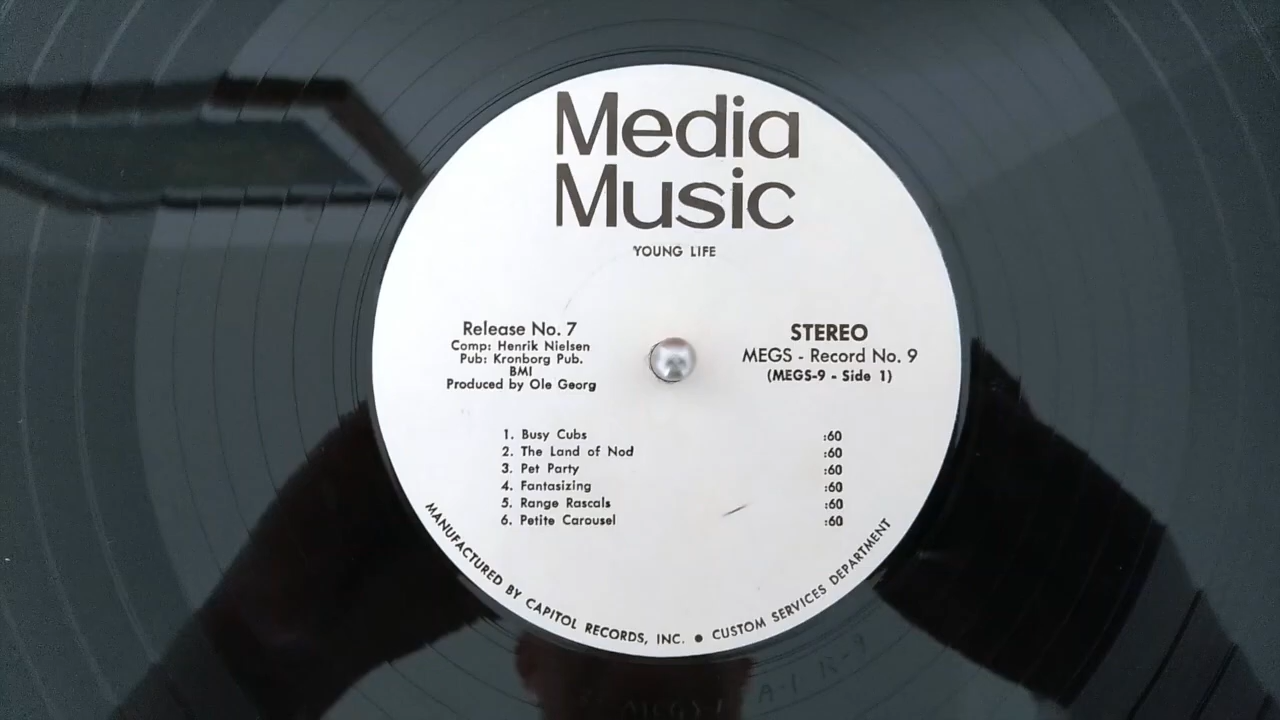 Media
Music
YOUNG LIFE
Release No. 7
Comp: Henrik Nielsen
Pub: Kronborg Pub.
BMI
Produced by Ole Georg
STEREO
MEGS - Record No. 9
(MEGS-9 - Side 1)
1. Busy Cubs :60
2. The Land of Nod :60
3. Pet Party :60
4. Fantasizing :60
5. Range Rascals :60
6. Petite Carousel :60
MANUFACTURED BY CAPITOL RECORDS, INC. ● CUSTOM SERVICES DEPARTMENT